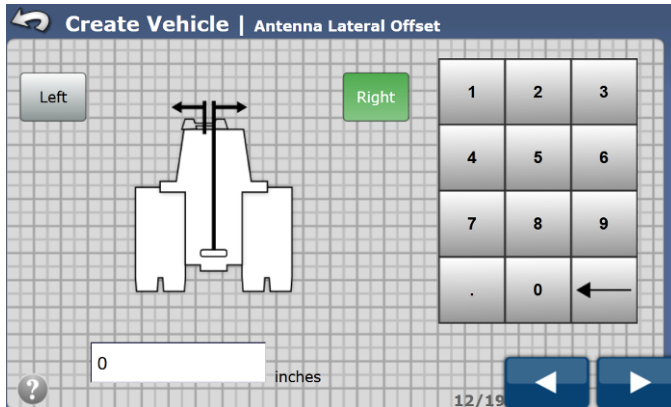 Create Vehicle | Antenna Lateral Offset
Left
Right
1 2 3
4 5 6
7 8 9
. 0
0
inches
?
12/19